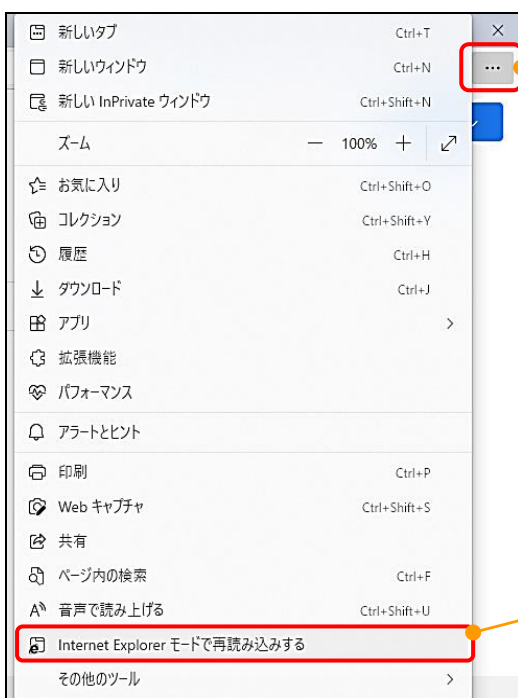 新しいタブ Ctrl+T
新しいウィンドウ Ctrl+N
新しい InPrivate ウィンドウ Ctrl+Shift+N
ズーム — 100% +
お気に入り Ctrl+Shift+O
コレクション Ctrl+Shift+Y
履歴 Ctrl+H
ダウンロード Ctrl+J
アプリ
拡張機能
パフォーマンス
アラートとヒント
印刷 Ctrl+P
Web キャプチャ Ctrl+Shift+S
共有
ページ内の検索 Ctrl+F
音声で読み上げる Ctrl+Shift+U
Internet Explorer モードで再読み込みする
その他のツール